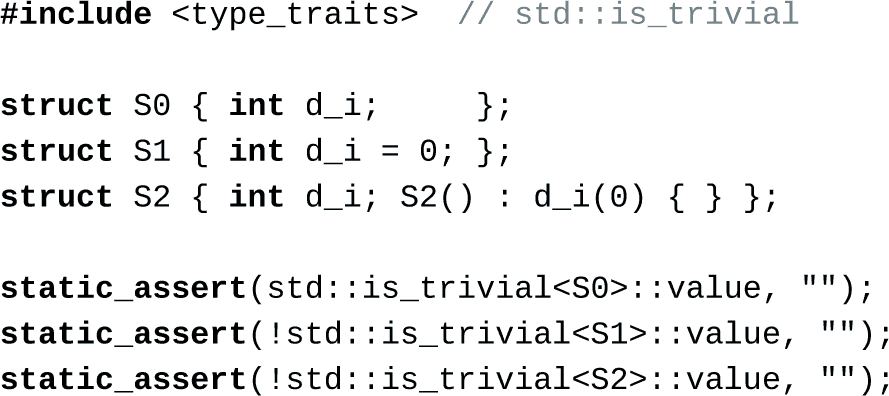 #include <type_traits>  // std::is_trivial
struct S0 { int d_i;     };
struct S1 { int d_i = 0; };
struct S2 { int d_i; S2() : d_i(0) { } };
static_assert(std::is_trivial<S0>::value, "");
static_assert(!std::is_trivial<S1>::value, "");
static_assert(!std::is_trivial<S2>::value, "");